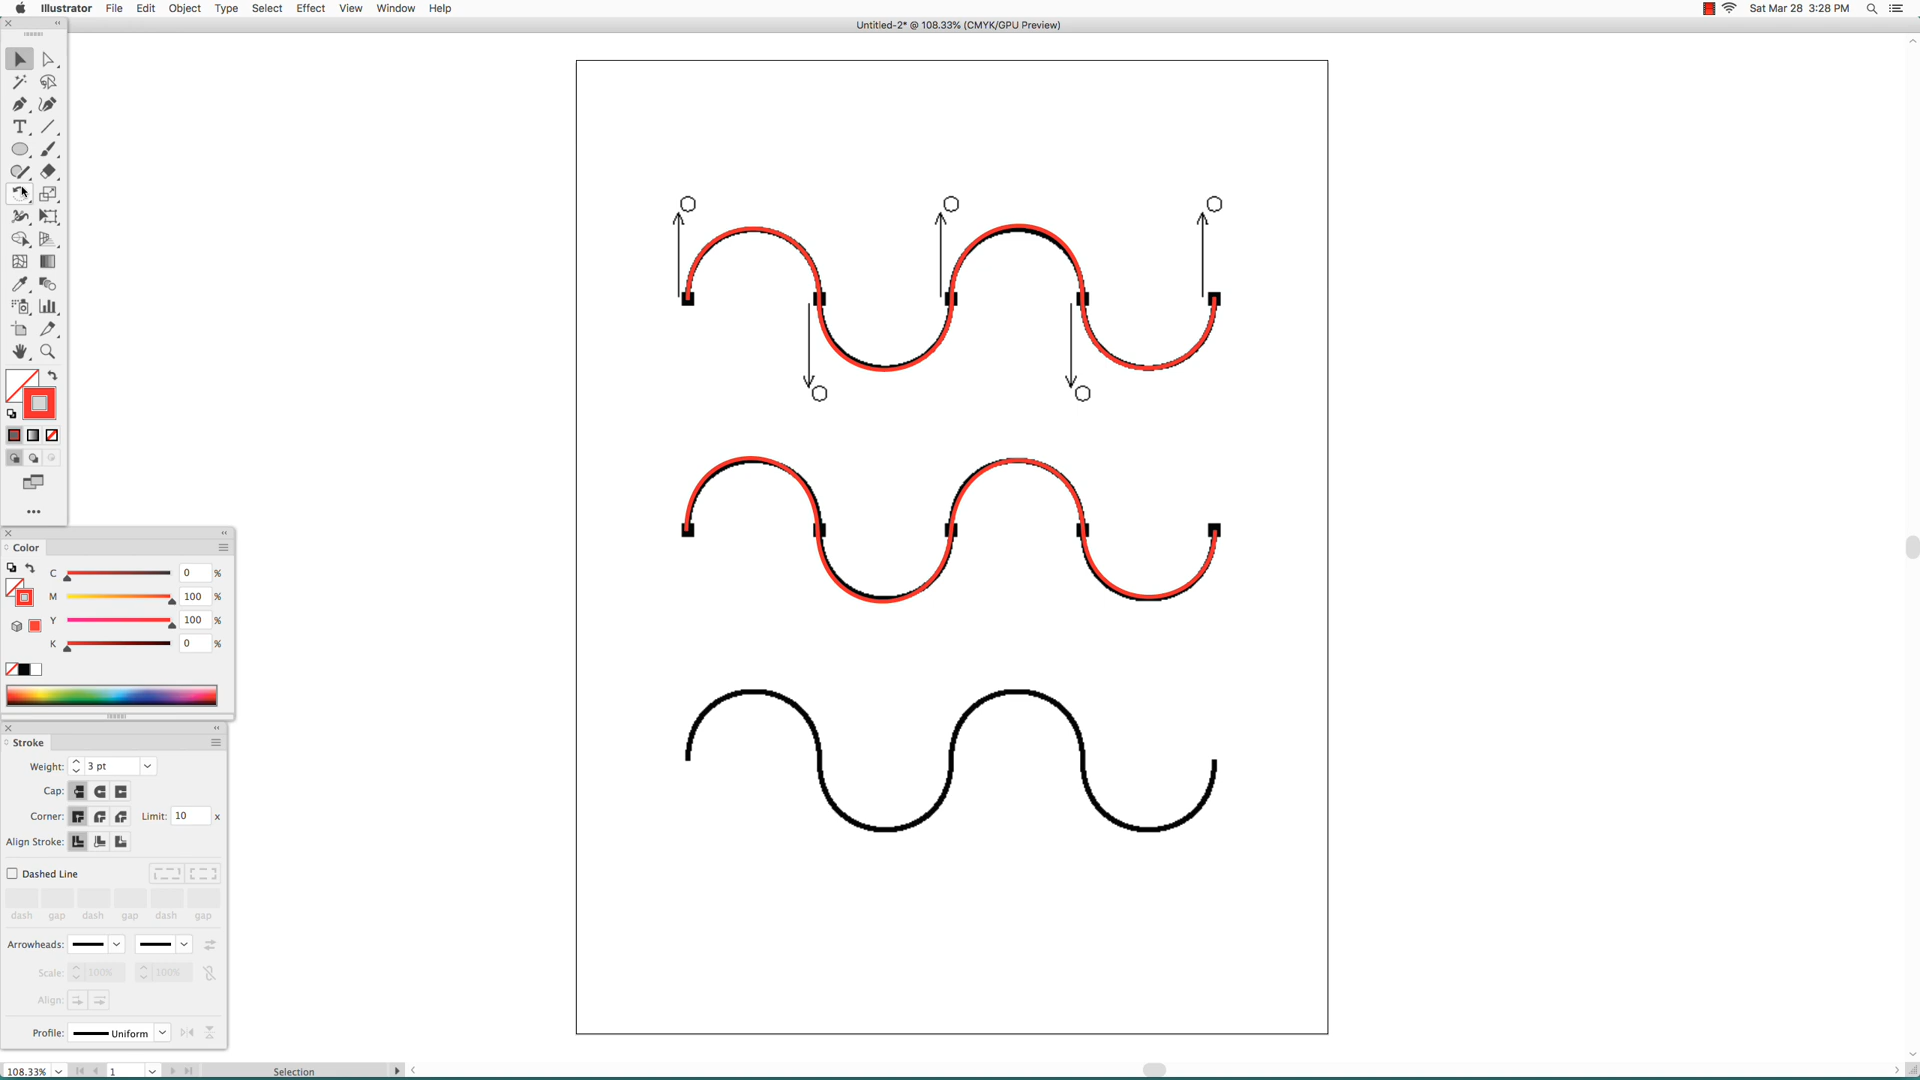 Illustrator File Edit Object Type Select Effect View Window Help
Sat Mar 28 3:28 PM
Untitled-2* @ 108.33% (CMYK/GPU Preview)
Color
C 0 %
M 100 %
Y 100 %
K 0 %
Stroke
Weight: 3 pt
Cap:
Corner: Limit: 10 x
Align Stroke:
Dashed Line
dash gap dash gap dash gap
Arrowheads:
Scale: 100% 100%
Align:
Profile: Uniform
108.33% 1 Selection